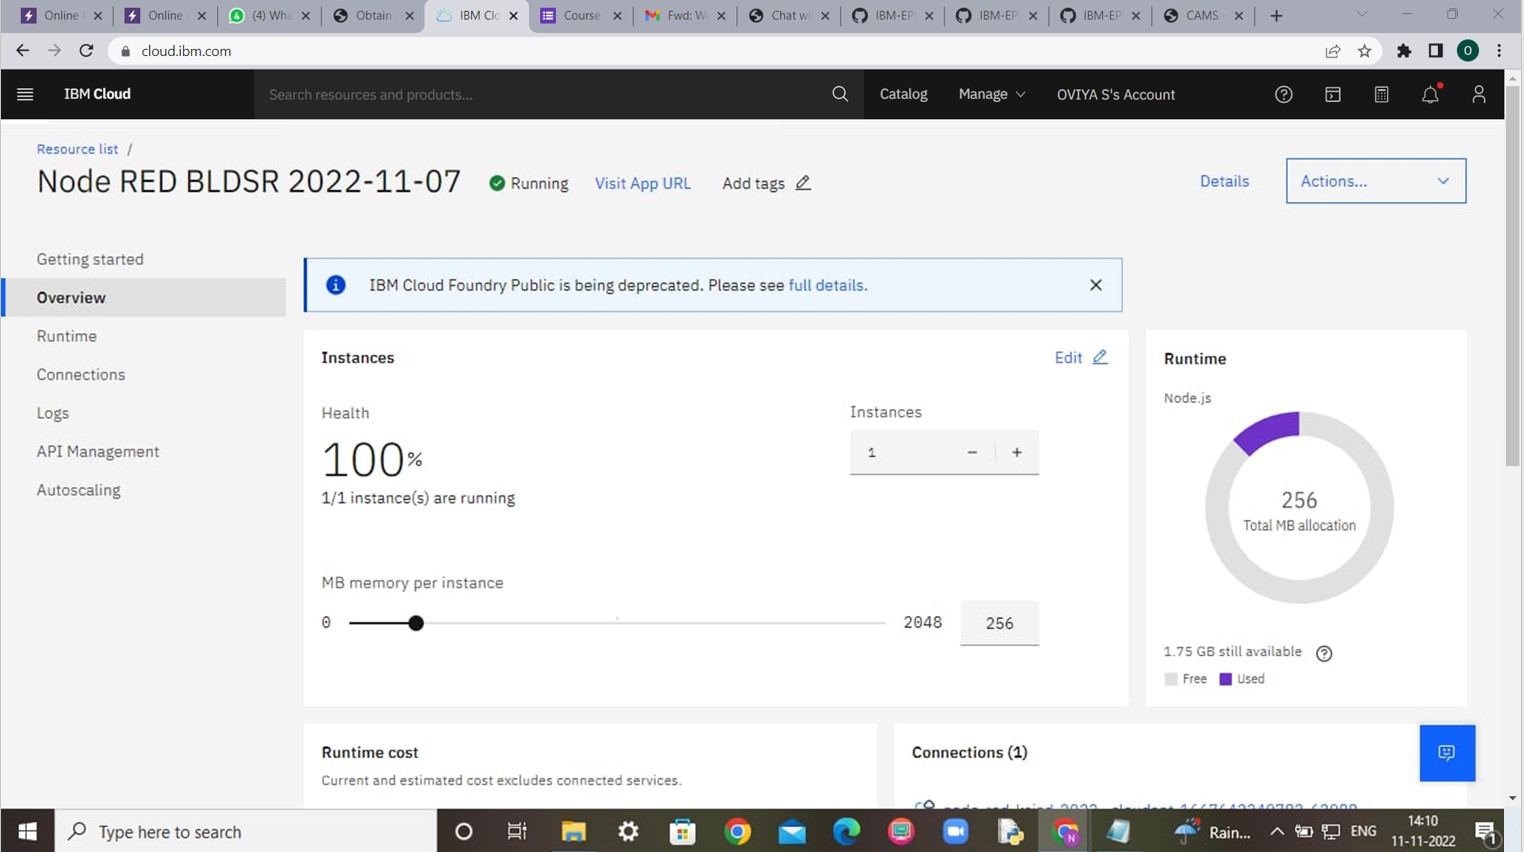 Online
Online
(4) Wha
Obtain
IBM Clo
Course
Fwd: W
Chat wi
IBM-EP
IBM-EP
IBM-EP
CAMS
cloud.ibm.com
O
IBM Cloud
Search resources and products...
Catalog
Manage
OVIYA S's Account
Resource list /
Node RED BLDSR 2022-11-07
Running
Visit App URL
Add tags
Details
Actions...
Getting started
Overview
Runtime
Connections
Logs
API Management
Autoscaling
IBM Cloud Foundry Public is being deprecated. Please see full details.
Instances
Edit
Health
100%
1/1 instance(s) are running
Instances
1 − +
MB memory per instance
0
2048
256
Runtime
Node.js
256
Total MB allocation
1.75 GB still available
Free Used
Runtime cost
Current and estimated cost excludes connected services.
Connections (1)
Type here to search
Rain...
ENG
14:10
11-11-2022
1